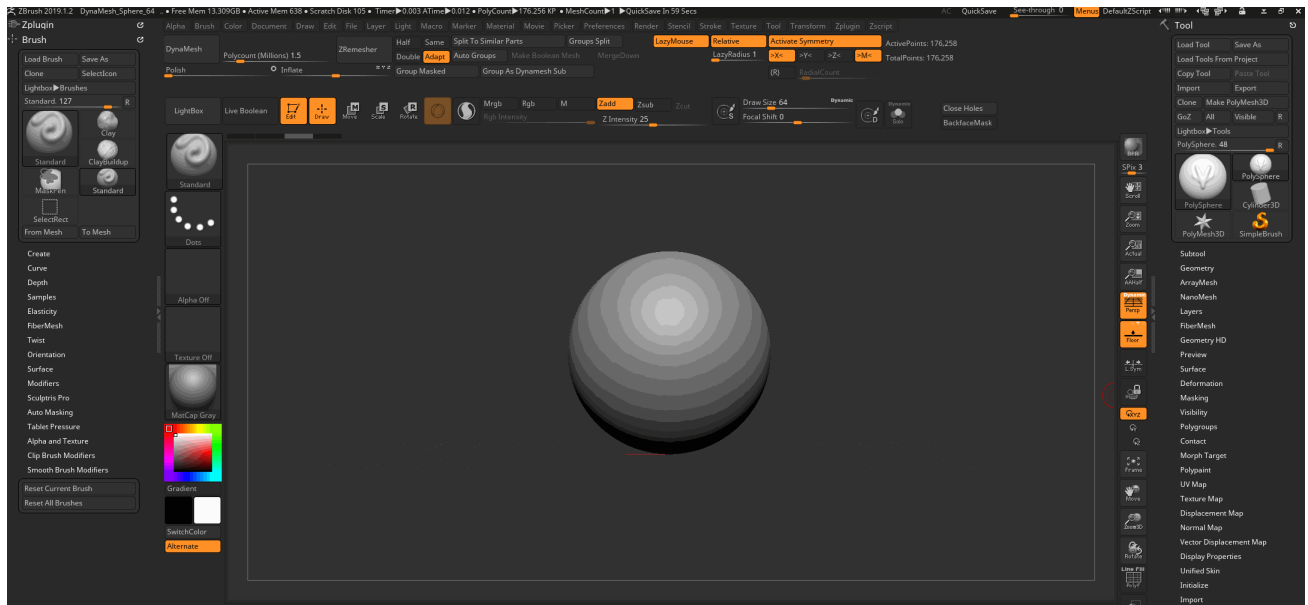 ZBrush 2019.1.2 DynaMesh_Sphere_64 .. • Free Mem 13.309GB • Active Mem 638 • Scratch Disk 105 • Timer▶0.003 ATime▶0.012 • PolyCount▶176.256 KP • MeshCount▶1 ▶QuickSave In 59 Secs AC QuickSave See-through 0 Menus DefaultZScript
Zplugin
Alpha Brush Color Document Draw Edit File Layer Light Macro Marker Material Movie Picker Preferences Render Stencil Stroke Texture Tool Transform Zplugin Zscript
Tool
Brush
Load Brush Save As
Clone SelectIcon
Lightbox▶Brushes
Standard. 127 R
Standard
Clay
ClayBuildup
MaskPen
Standard
SelectRect
From Mesh To Mesh
Create
Curve
Depth
Samples
Elasticity
FiberMesh
Twist
Orientation
Surface
Modifiers
Sculptris Pro
Auto Masking
Tablet Pressure
Alpha and Texture
Clip Brush Modifiers
Smooth Brush Modifiers
Reset Current Brush
Reset All Brushes
DynaMesh
Polycount (Millions) 1.5
ZRemesher
Half Same
Double Adapt
Split To Similar Parts Groups Split
Auto Groups Make Boolean Mesh MergeDown
Polish Inflate X Y Z
Group Masked Group As Dynamesh Sub
LazyMouse Relative
LazyRadius 1
Activate Symmetry
>X< >Y< >Z< >M<
(R) RadialCount
ActivePoints: 176,258
TotalPoints: 176,258
LightBox Live Boolean Edit Draw Move Scale Rotate
Mrgb Rgb M
Rgb Intensity
Zadd Zsub Zcut
Z Intensity 25
S
Draw Size 64 Dynamic
Focal Shift 0
D
Dynamic
Solo
Close Holes
BackfaceMask
Standard
Dots
Alpha Off
Texture Off
MatCap Gray
Gradient
SwitchColor
Alternate
BPR
SPix 3
Scroll
Zoom
Actual
AAHalf
Dynamic
Persp
Floor
L.Sym
XYZ
Frame
Move
Zoom3D
Rotate
Line Fill
PolyF
Load Tool Save As
Load Tools From Project
Copy Tool Paste Tool
Import Export
Clone Make PolyMesh3D
GoZ All Visible R
Lightbox▶Tools
PolySphere. 48 R
PolySphere
PolySphere
Cylinder3D
PolyMesh3D
SimpleBrush
Subtool
Geometry
ArrayMesh
NanoMesh
Layers
FiberMesh
Geometry HD
Preview
Surface
Deformation
Masking
Visibility
Polygroups
Contact
Morph Target
Polypaint
UV Map
Texture Map
Displacement Map
Normal Map
Vector Displacement Map
Display Properties
Unified Skin
Initialize
Import